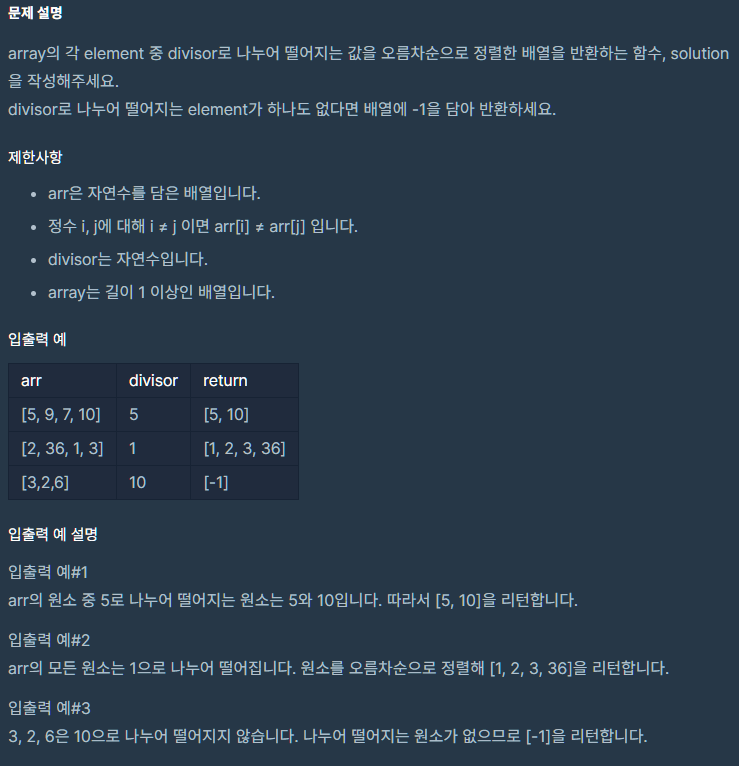 문제 설명
array의 각 element 중 divisor로 나누어 떨어지는 값을 오름차순으로 정렬한 배열을 반환하는 함수, solution
을 작성해주세요.
divisor로 나누어 떨어지는 element가 하나도 없다면 배열에 -1을 담아 반환하세요.
제한사항
• arr은 자연수를 담은 배열입니다.
• 정수 i, j에 대해 i ≠ j 이면 arr[i] ≠ arr[j] 입니다.
• divisor는 자연수입니다.
• array는 길이 1 이상인 배열입니다.
입출력 예
arr divisor return
[5, 9, 7, 10] 5 [5, 10]
[2, 36, 1, 3] 1 [1, 2, 3, 36]
[3,2,6] 10 [-1]
입출력 예 설명
입출력 예#1
arr의 원소 중 5로 나누어 떨어지는 원소는 5와 10입니다. 따라서 [5, 10]을 리턴합니다.
입출력 예#2
arr의 모든 원소는 1으로 나누어 떨어집니다. 원소를 오름차순으로 정렬해 [1, 2, 3, 36]을 리턴합니다.
입출력 예#3
3, 2, 6은 10으로 나누어 떨어지지 않습니다. 나누어 떨어지는 원소가 없으므로 [-1]을 리턴합니다.